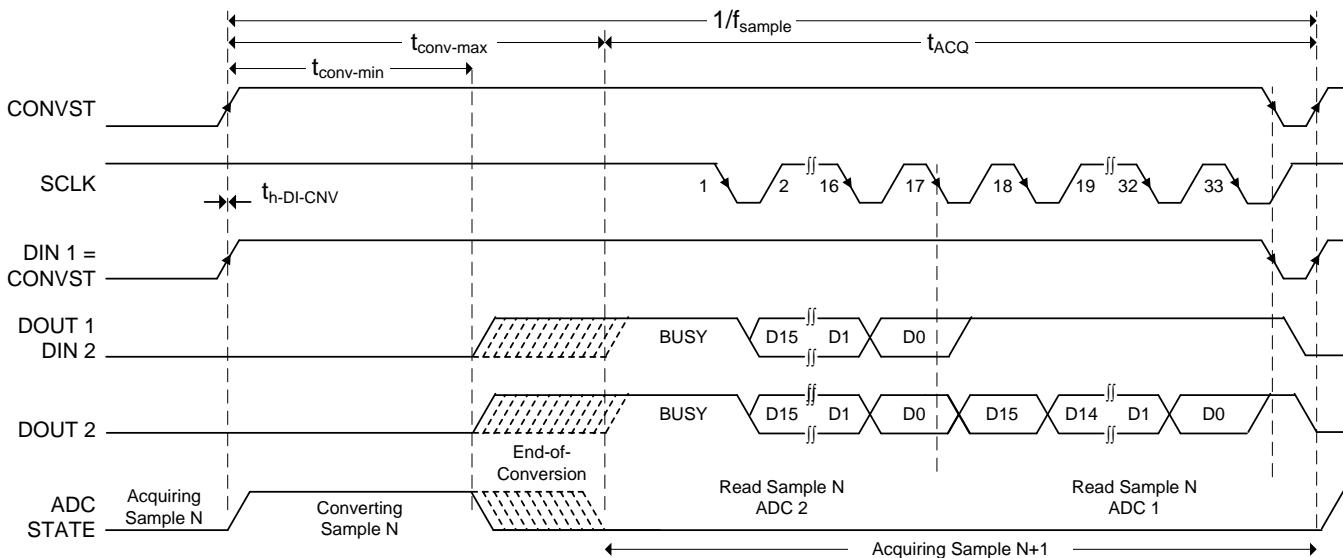 1/fsample
tconv-max
tACQ
tconv-min
CONVST
SCLK
1 2 ∫∫ 16 17 18 19 ∫∫ 32 33
th-DI-CNV
DIN 1 =
CONVST
DOUT 1
DIN 2
BUSY D15 ∫∫ D1 D0
DOUT 2
BUSY D15 ∫∫ D1 D0 D15 D14 ∫∫ D1 D0
End-of-
Conversion
ADC
STATE
Acquiring
Sample N
Converting
Sample N
Read Sample N
ADC 2
Read Sample N
ADC 1
Acquiring Sample N+1